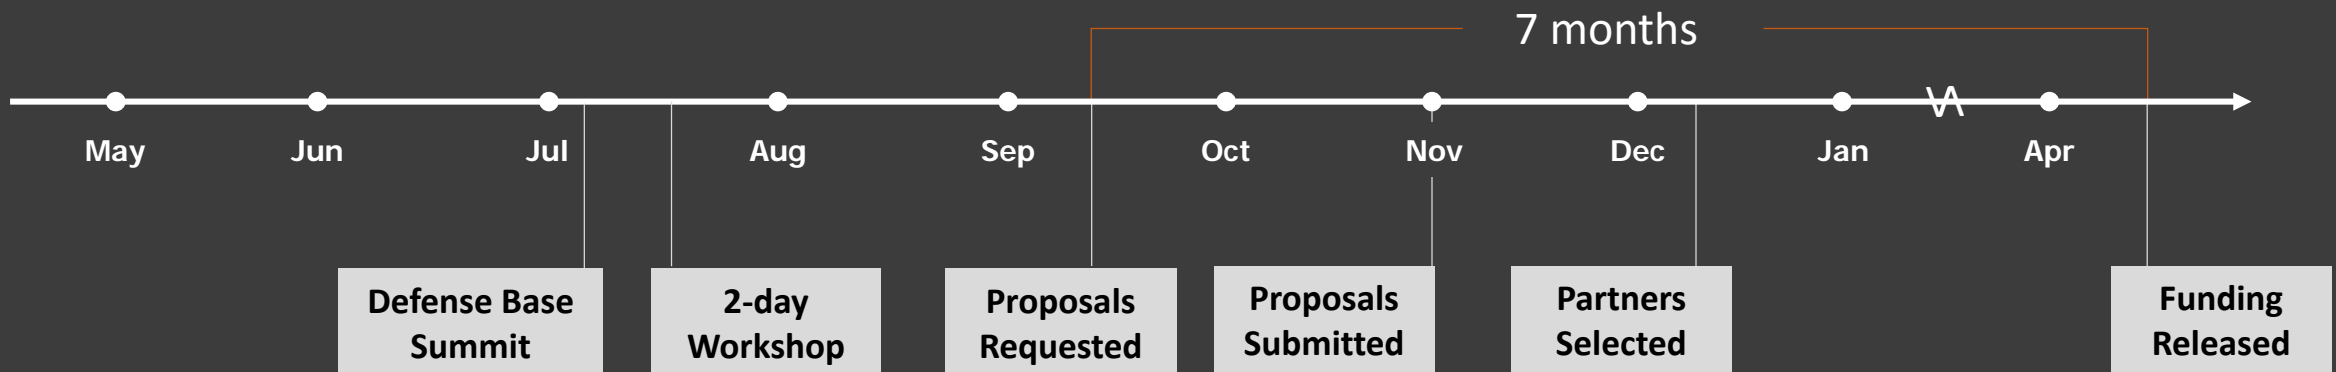 7 months
May
Jun
Jul
Aug
Sep
Oct
Nov
Dec
Jan
Apr
Defense Base
Summit
2-day
Workshop
Proposals
Requested
Proposals
Submitted
Partners
Selected
Funding
Released